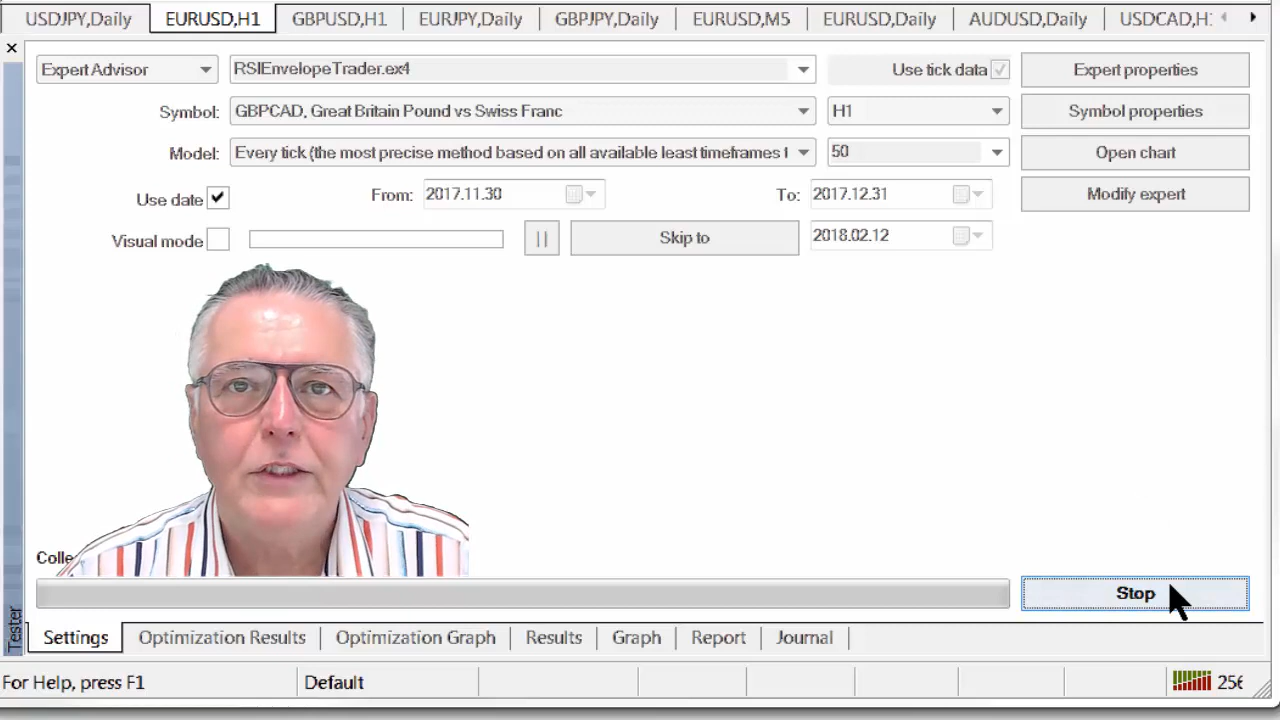 USDJPY,Daily EURUSD,H1 GBPUSD,H1 EURJPY,Daily GBPJPY,Daily EURUSD,M5 EURUSD,Daily AUDUSD,Daily USDCAD,H
Expert Advisor RSIEnvelopeTrader.ex4 Use tick data Expert properties
Symbol: GBPCAD, Great Britain Pound vs Swiss Franc H1 Symbol properties
Model: Every tick (the most precise method based on all available least timeframes t 50 Open chart
Use date From: 2017.11.30 To: 2017.12.31 Modify expert
Visual mode Skip to 2018.02.12
Colle
Stop
Tester
Settings Optimization Results Optimization Graph Results Graph Report Journal
For Help, press F1 Default 256